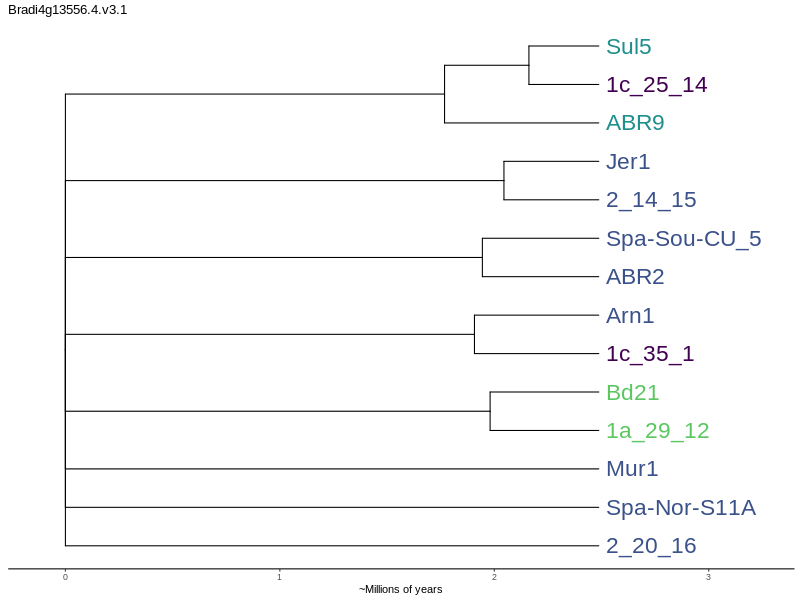 Bradi4g13556.4.v3.1
Sul5
1c_25_14
ABR9
Jer1
2_14_15
Spa-Sou-CU_5
ABR2
Arn1
1c_35_1
Bd21
1a_29_12
Mur1
Spa-Nor-S11A
2_20_16
0 1 2 3
~Millions of years